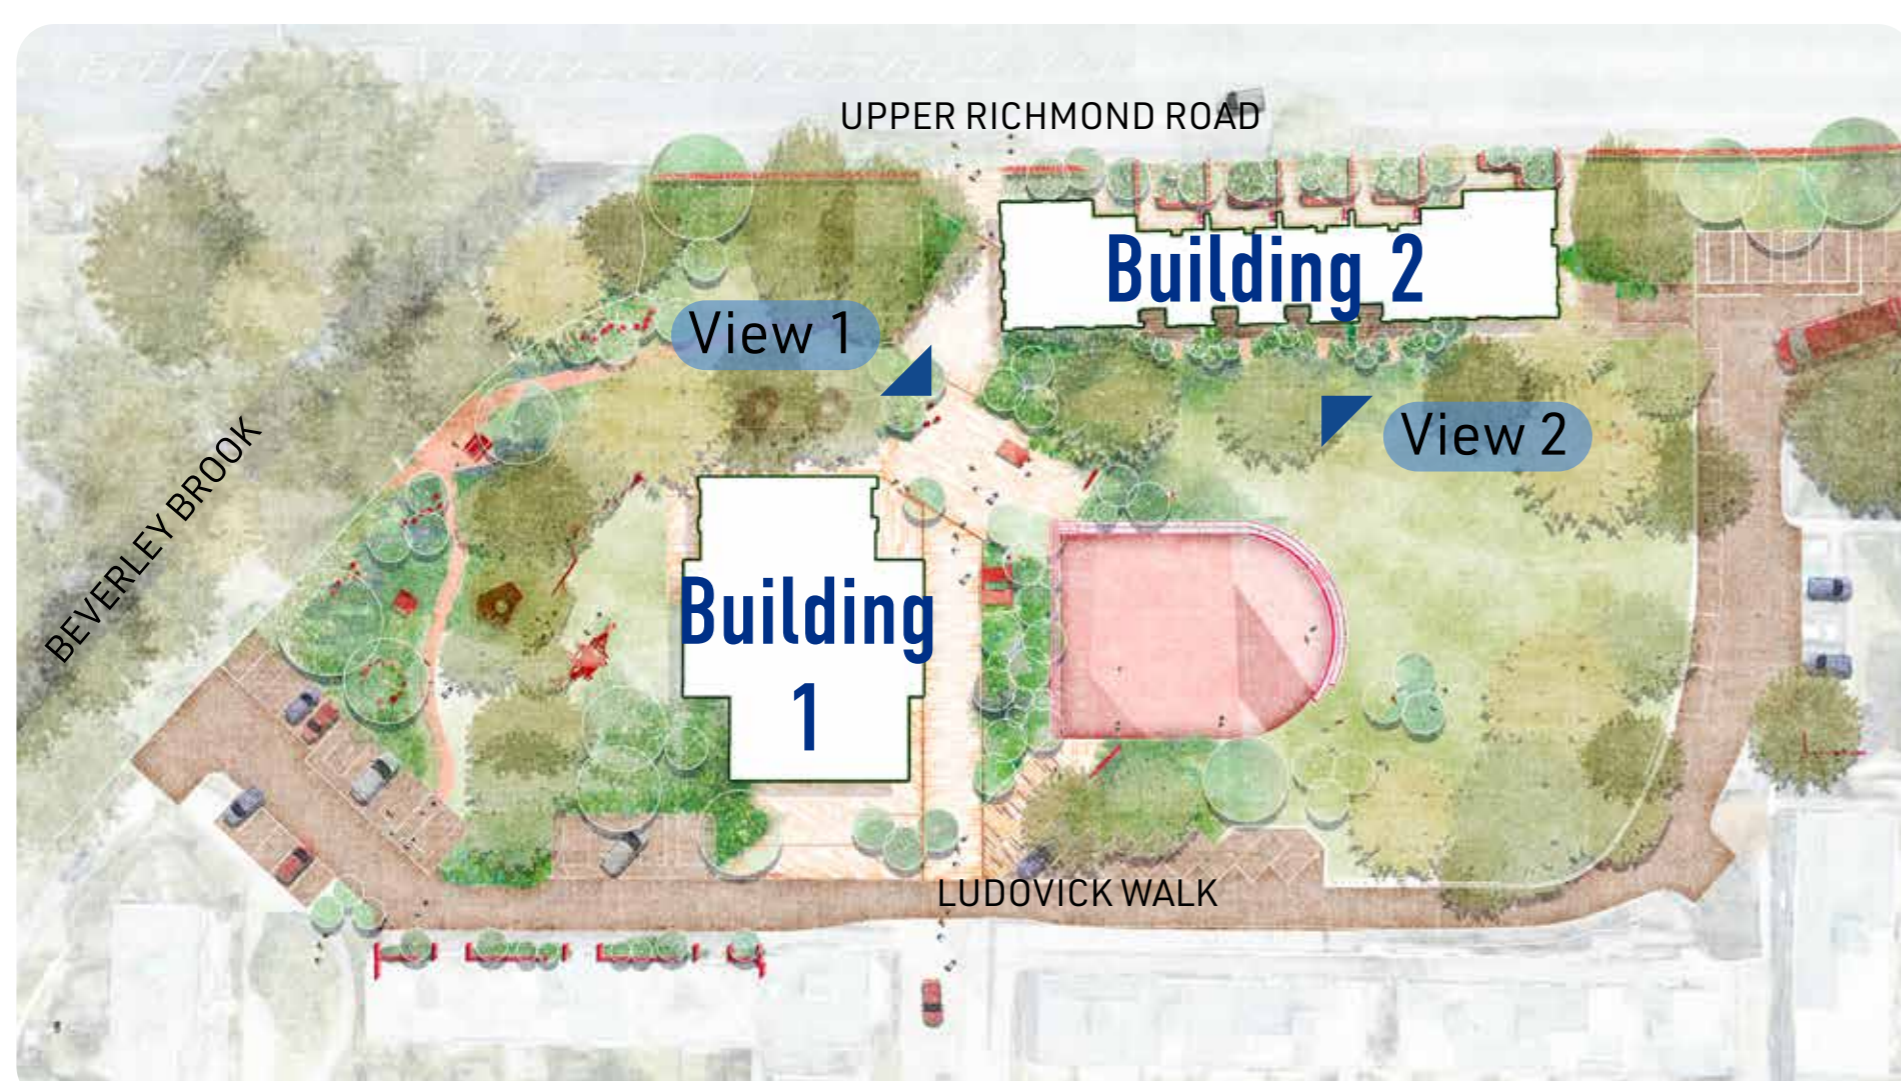 UPPER RICHMOND ROAD
Building 2
View 1
View 2
BEVERLEY BROOK
Building
1
LUDOVICK WALK